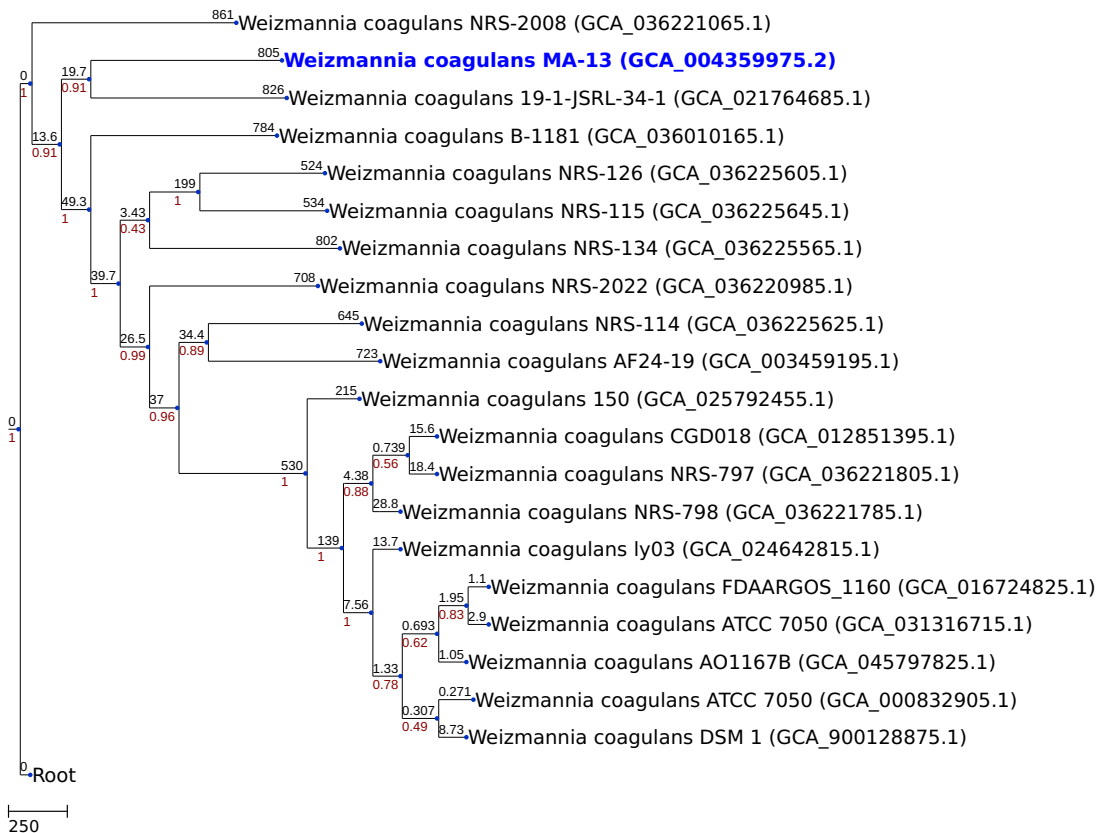 861 Weizmannia coagulans NRS-2008 (GCA_036221065.1)
805 Weizmannia coagulans MA-13 (GCA_004359975.2)
0 19.7
1 0.91
826 Weizmannia coagulans 19-1-JSRL-34-1 (GCA_021764685.1)
784 Weizmannia coagulans B-1181 (GCA_036010165.1)
13.6
0.91
524 Weizmannia coagulans NRS-126 (GCA_036225605.1)
199
1
49.3 3.43 534 Weizmannia coagulans NRS-115 (GCA_036225645.1)
1 0.43
802 Weizmannia coagulans NRS-134 (GCA_036225565.1)
39.7 708 Weizmannia coagulans NRS-2022 (GCA_036220985.1)
1
645 Weizmannia coagulans NRS-114 (GCA_036225625.1)
26.5 34.4
0.99 0.89
723 Weizmannia coagulans AF24-19 (GCA_003459195.1)
37 215 Weizmannia coagulans 150 (GCA_025792455.1)
0.96
0 15.6 Weizmannia coagulans CGD018 (GCA_012851395.1)
1 0.739
0.56
530 4.38 18.4 Weizmannia coagulans NRS-797 (GCA_036221805.1)
1 0.88
28.8 Weizmannia coagulans NRS-798 (GCA_036221785.1)
139 13.7 Weizmannia coagulans ly03 (GCA_024642815.1)
1
1.1 Weizmannia coagulans FDAARGOS_1160 (GCA_016724825.1)
7.56 1.95
1 0.83
2.9 Weizmannia coagulans ATCC 7050 (GCA_031316715.1)
0.693
0.62
1.05 Weizmannia coagulans AO1167B (GCA_045797825.1)
1.33
0.78
0.271 Weizmannia coagulans ATCC 7050 (GCA_000832905.1)
0.307
0.49
8.73 Weizmannia coagulans DSM 1 (GCA_900128875.1)
0 Root
250